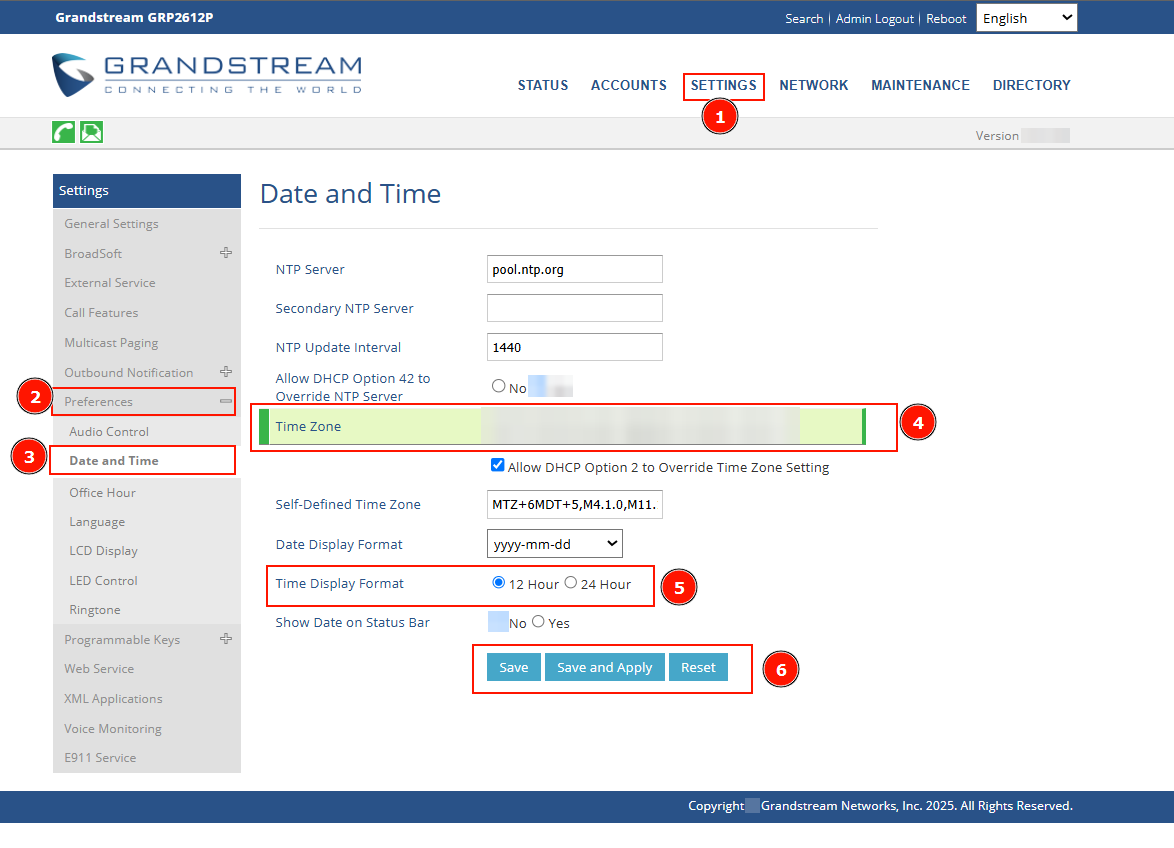 Grandstream GRP2612P
Search | Admin Logout | Reboot English
GRANDSTREAM
CONNECTING THE WORLD
STATUS ACCOUNTS SETTINGS NETWORK MAINTENANCE DIRECTORY
1
Version
Settings
General Settings
BroadSoft
External Service
Call Features
Multicast Paging
Outbound Notification
2
Preferences
Audio Control
3
Date and Time
Office Hour
Language
LCD Display
LED Control
Ringtone
Programmable Keys
Web Service
XML Applications
Voice Monitoring
E911 Service
Date and Time
NTP Server pool.ntp.org
Secondary NTP Server
NTP Update Interval 1440
Allow DHCP Option 42 to
Override NTP Server No
Time Zone
4
Allow DHCP Option 2 to Override Time Zone Setting
Self-Defined Time Zone MTZ+6MDT+5,M4.1.0,M11.
Date Display Format yyyy-mm-dd
Time Display Format 12 Hour 24 Hour
5
Show Date on Status Bar No Yes
Save Save and Apply Reset
6
Copyright Grandstream Networks, Inc. 2025. All Rights Reserved.